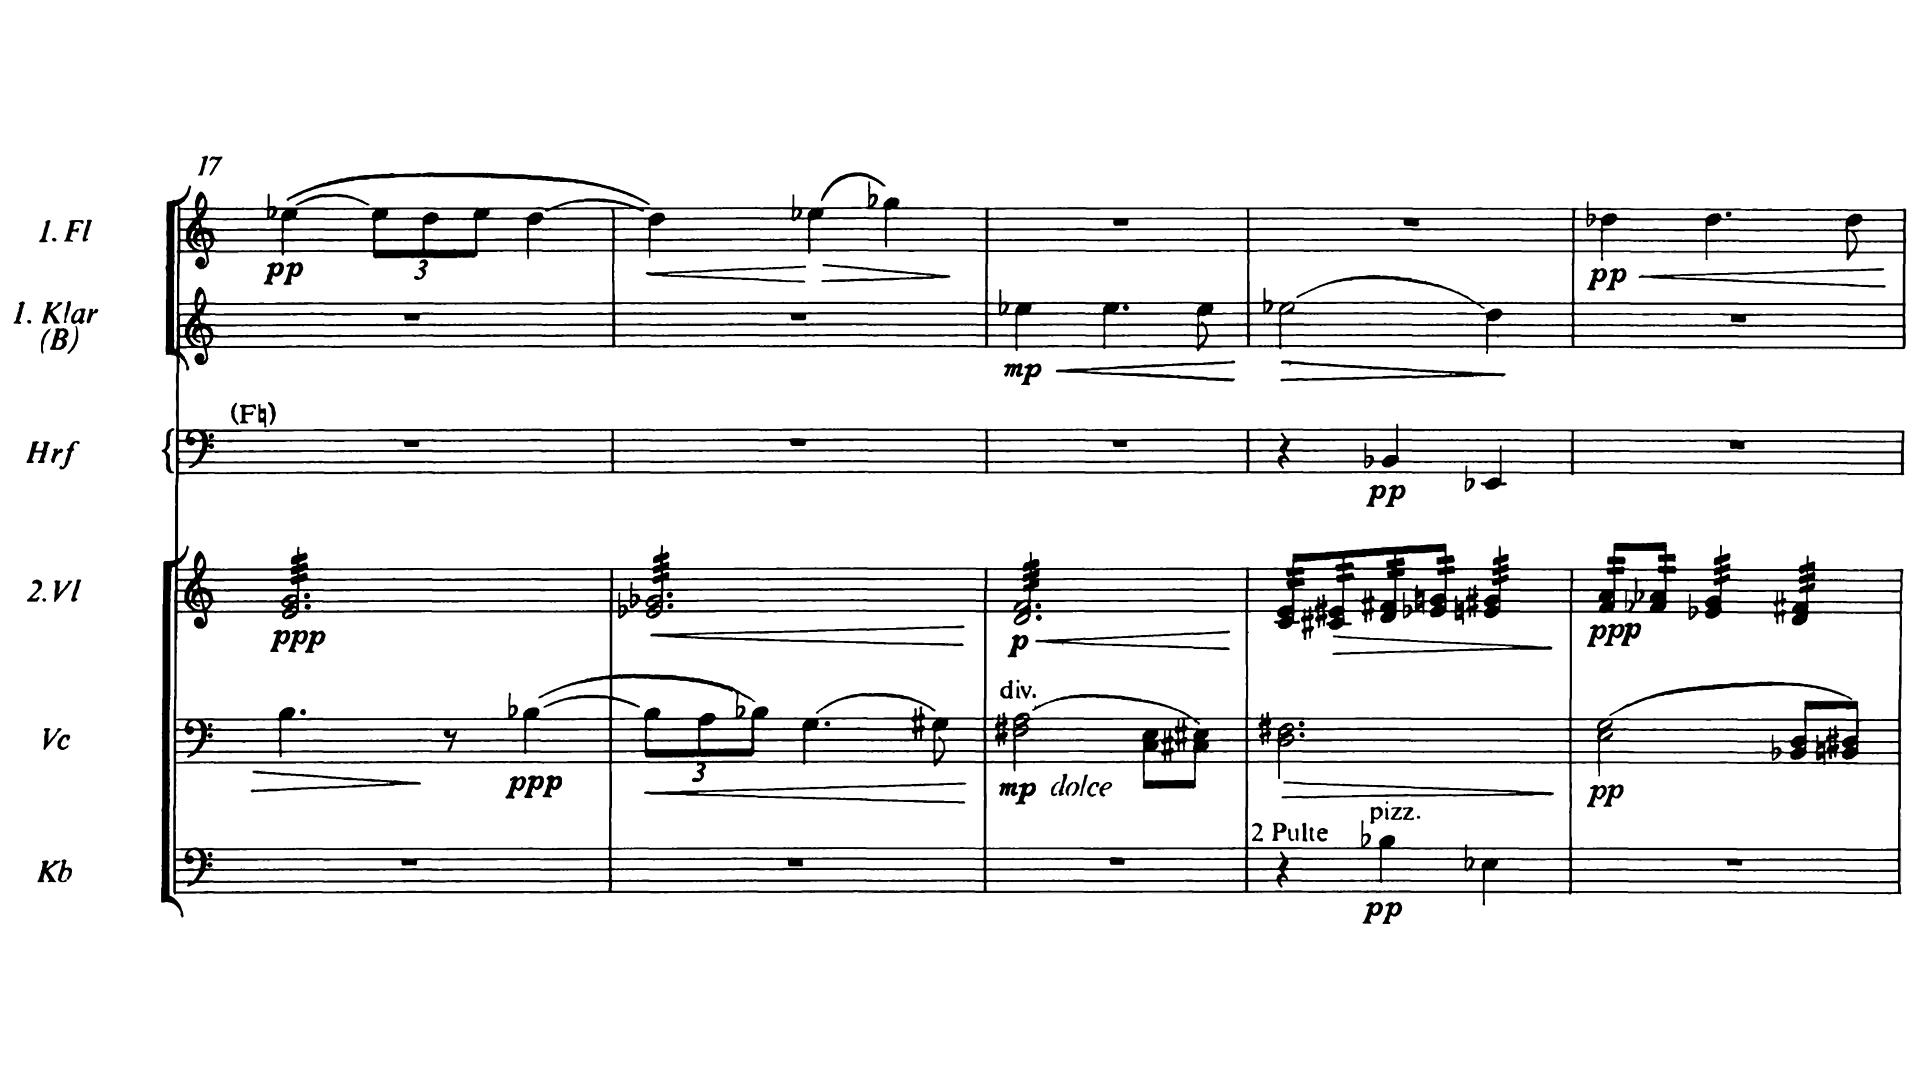 17
1. Fl
pp
3
pp
1. Klar
(B)
mp
(F♮)
Hrf
pp
2. Vl
ppp
p
ppp
div.
Vc
ppp
3
mp dolce
pp
pizz.
2 Pulte
Kb
pp